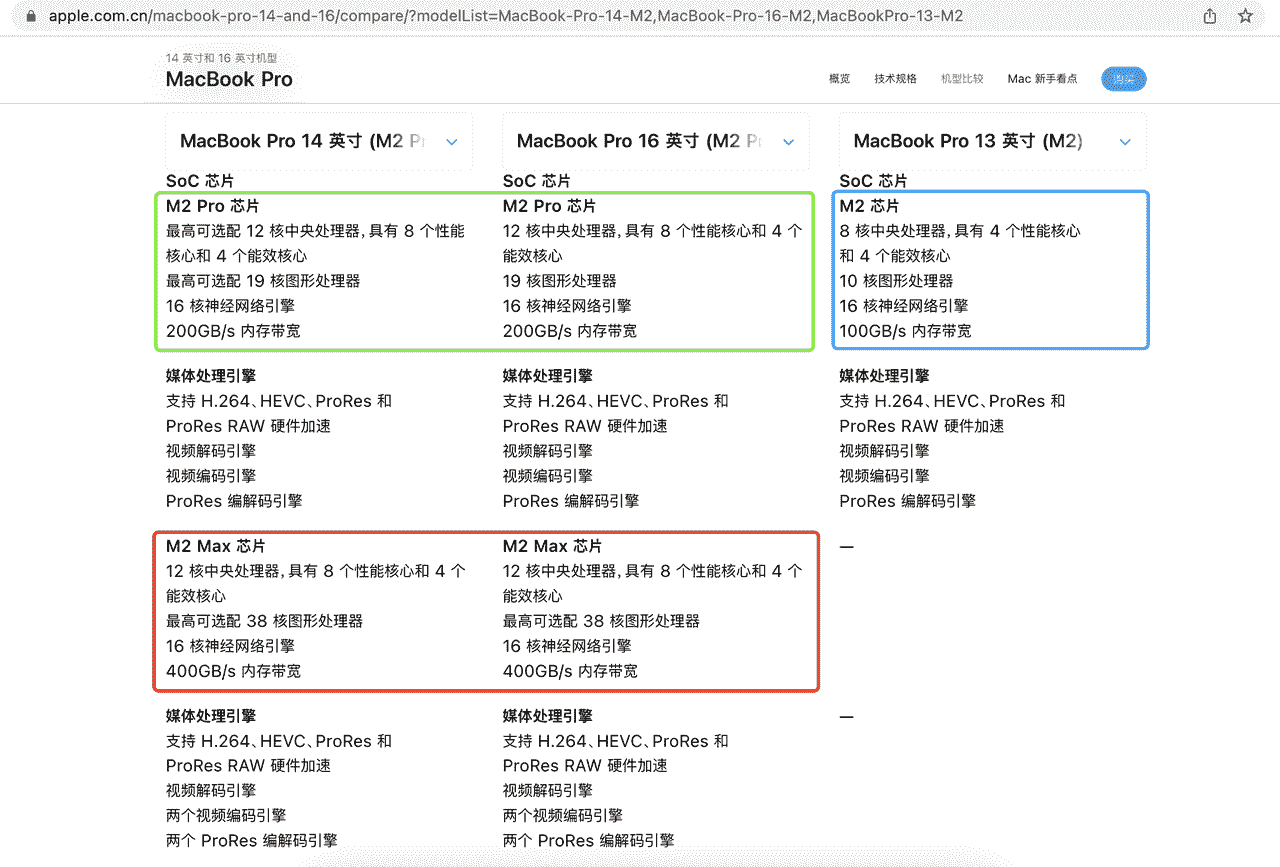 apple.com.cn/macbook-pro-14-and-16/compare/?modelList=MacBook-Pro-14-M2,MacBook-Pro-16-M2,MacBookPro-13-M2
14 英寸和 16 英寸机型
MacBook Pro
概览 技术规格 机型比较 Mac 新手看点
MacBook Pro 14 英寸 (M2 MacBook Pro 16 英寸 (M2 MacBook Pro 13 英寸 (M2)
SoC 芯片 SoC 芯片 SoC 芯片
M2 Pro 芯片
最高可选配 12 核中央处理器，具有 8 个性能
核心和 4 个能效核心
最高可选配 19 核图形处理器
16 核神经网络引擎
200GB/s 内存带宽
M2 Pro 芯片
12 核中央处理器，具有 8 个性能核心和 4 个
能效核心
19 核图形处理器
16 核神经网络引擎
200GB/s 内存带宽
M2 芯片
8 核中央处理器，具有 4 个性能核心
和 4 个能效核心
10 核图形处理器
16 核神经网络引擎
100GB/s 内存带宽
媒体处理引擎
支持 H.264、HEVC、ProRes 和
ProRes RAW 硬件加速
视频解码引擎
视频编码引擎
ProRes 编解码引擎
媒体处理引擎
支持 H.264、HEVC、ProRes 和
ProRes RAW 硬件加速
视频解码引擎
视频编码引擎
ProRes 编解码引擎
媒体处理引擎
支持 H.264、HEVC、ProRes 和
ProRes RAW 硬件加速
视频解码引擎
视频编码引擎
ProRes 编解码引擎
M2 Max 芯片
12 核中央处理器，具有 8 个性能核心和 4 个
能效核心
最高可选配 38 核图形处理器
16 核神经网络引擎
400GB/s 内存带宽
M2 Max 芯片
12 核中央处理器，具有 8 个性能核心和 4 个
能效核心
最高可选配 38 核图形处理器
16 核神经网络引擎
400GB/s 内存带宽
—
媒体处理引擎
支持 H.264、HEVC、ProRes 和
ProRes RAW 硬件加速
视频解码引擎
两个视频编码引擎
两个 ProRes 编解码引擎
媒体处理引擎
支持 H.264、HEVC、ProRes 和
ProRes RAW 硬件加速
视频解码引擎
两个视频编码引擎
两个 ProRes 编解码引擎
—